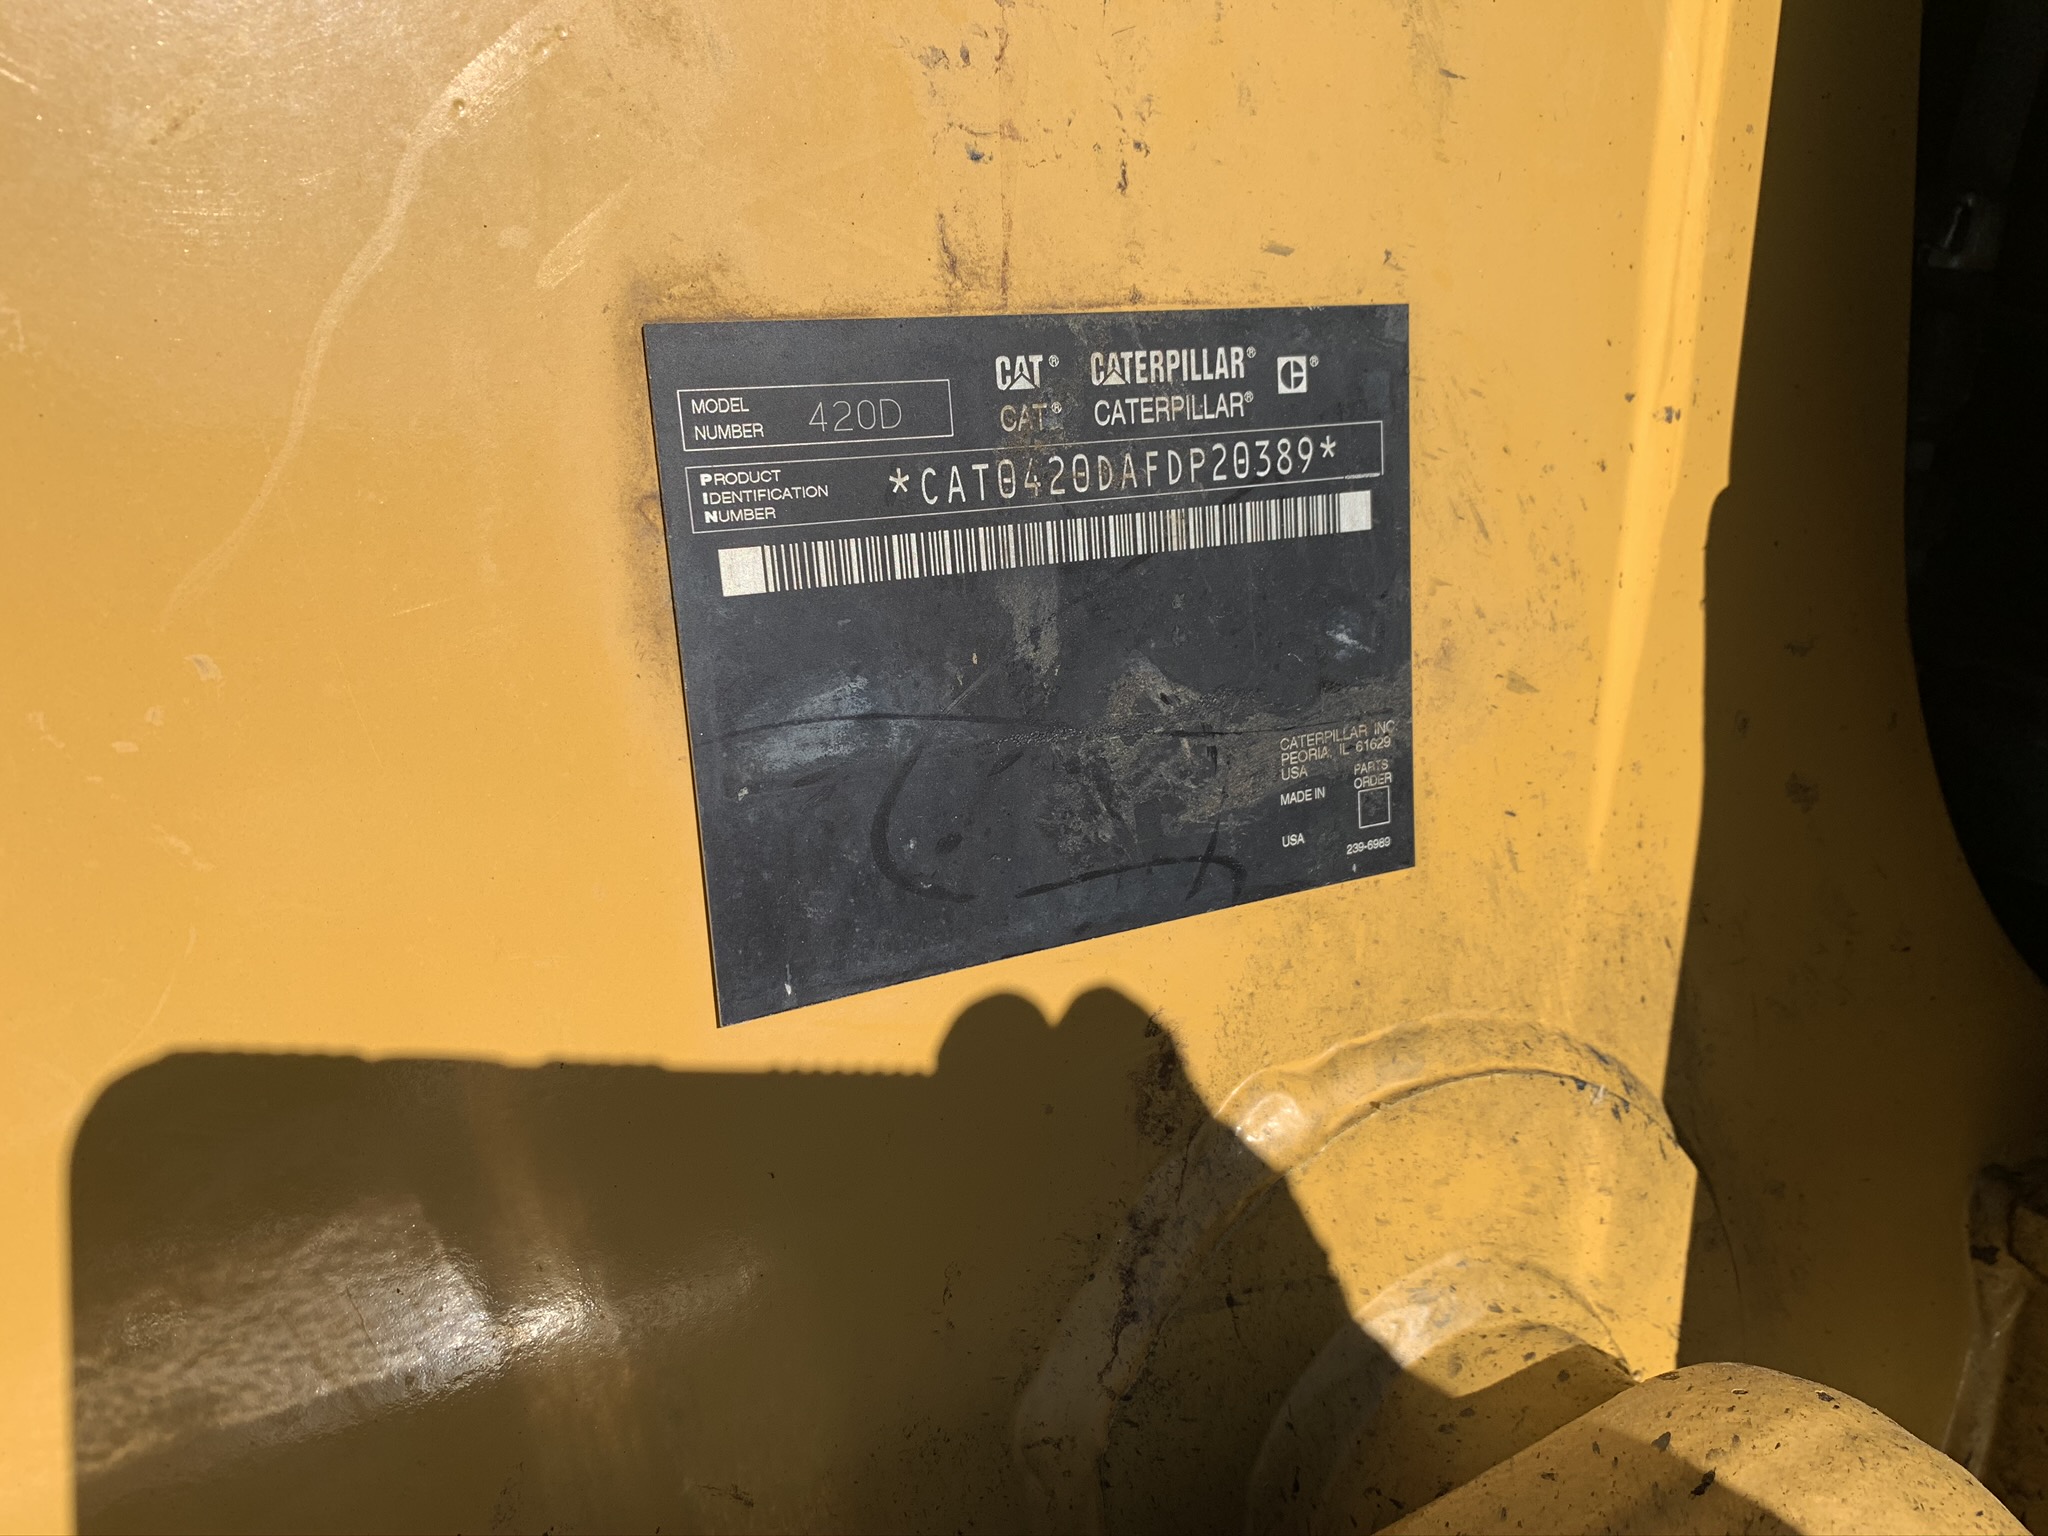 CAT® CATERPILLAR® C®
CAT® CATERPILLAR®
MODEL
NUMBER 420D
PRODUCT
IDENTIFICATION
NUMBER
*CAT0420DAFDP20389*
CATERPILLAR INC
PEORIA, IL 61629
USA
PARTS
ORDER
MADE IN
USA
239-6989